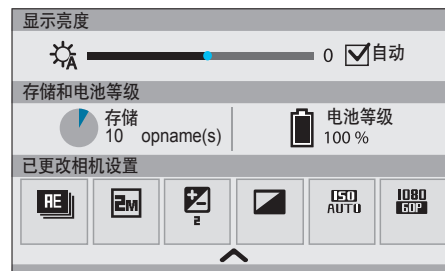 显示亮度
A 0 自动
存储和电池等级
存储 电池等级
10 opname(s) 100 %
已更改相机设置
AE 2M 2 ISO AUTO 1080 60P